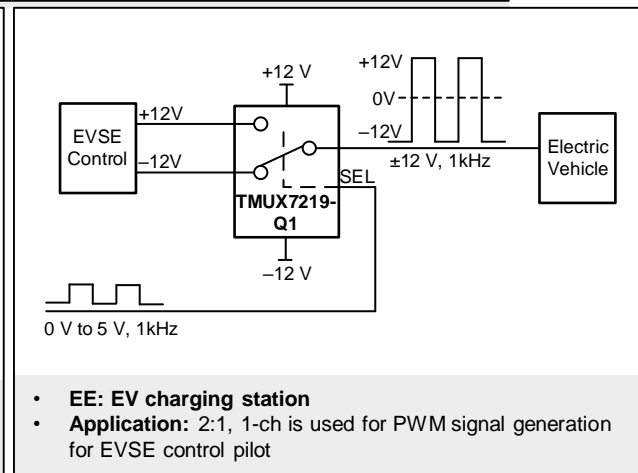 +12 V
+12V
0V
–12V
±12 V, 1kHz
EVSE
Control
+12V
–12V
SEL
TMUX7219-
Q1
–12 V
Electric
Vehicle
0 V to 5 V, 1kHz
• EE: EV charging station
• Application: 2:1, 1-ch is used for PWM signal generation
for EVSE control pilot